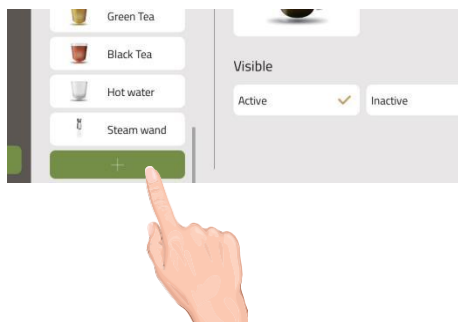 Green Tea
Black Tea
Hot water
Steam wand
+
Visible
Active
Inactive